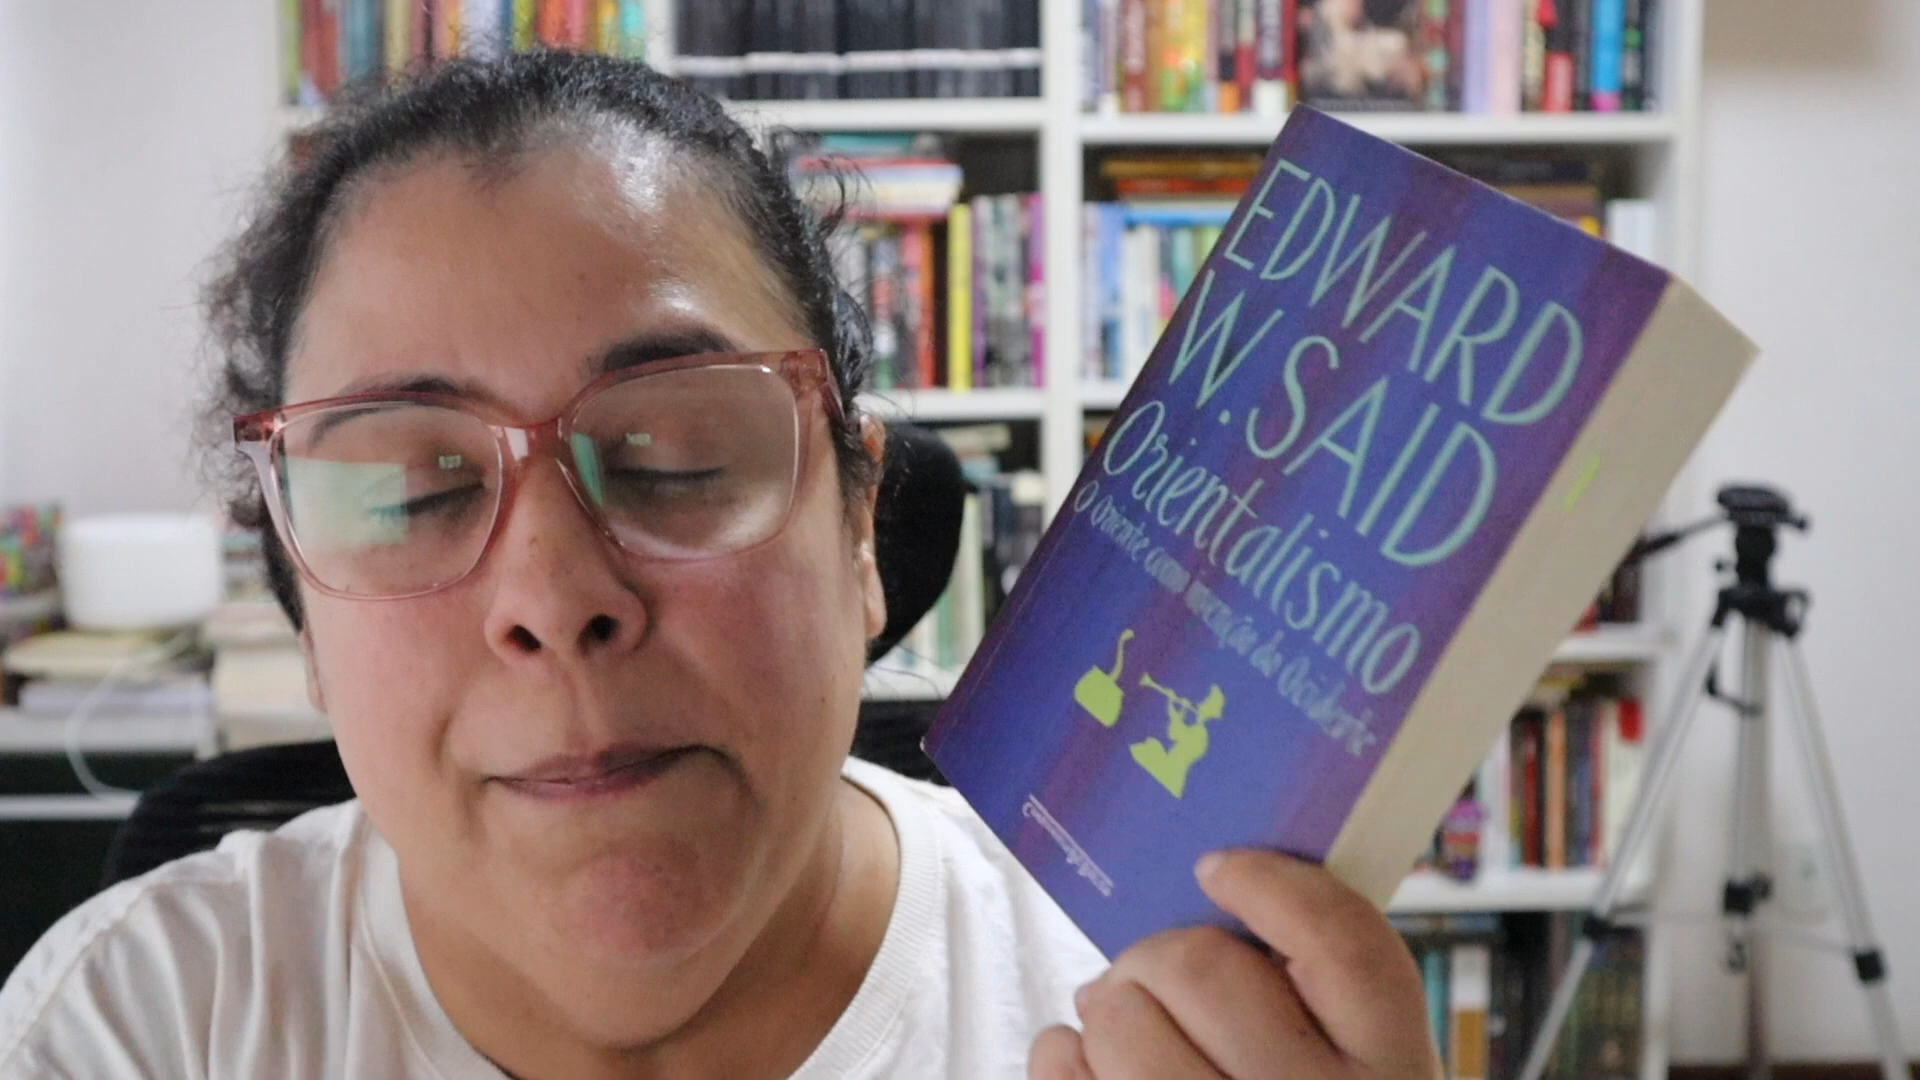 EDWARD
W. SAID
Orientalismo
O Oriente como invenção do Ocidente